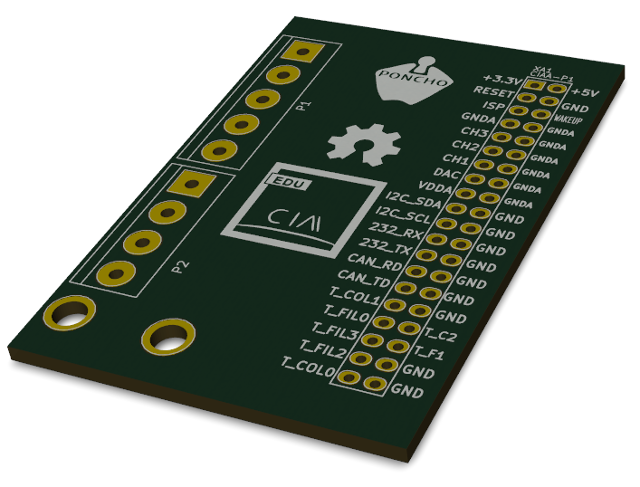 PONCHO
XA1
CIAA-P1
+3.3V +5V
RESET GND
ISP WAKEUP
GNDA GNDA
CH3 GNDA
CH2 GNDA
CH1 GNDA
DAC GNDA
VDDA GNDA
I2C_SDA GND
I2C_SCL GND
232_RX GND
232_TX GND
CAN_RD GND
CAN_TD GND
T_COL1 GND
T_FIL0 T_C2
T_FIL3 T_F1
T_FIL2 GND
T_COL0 GND
P1
EDU
CIAA
P2